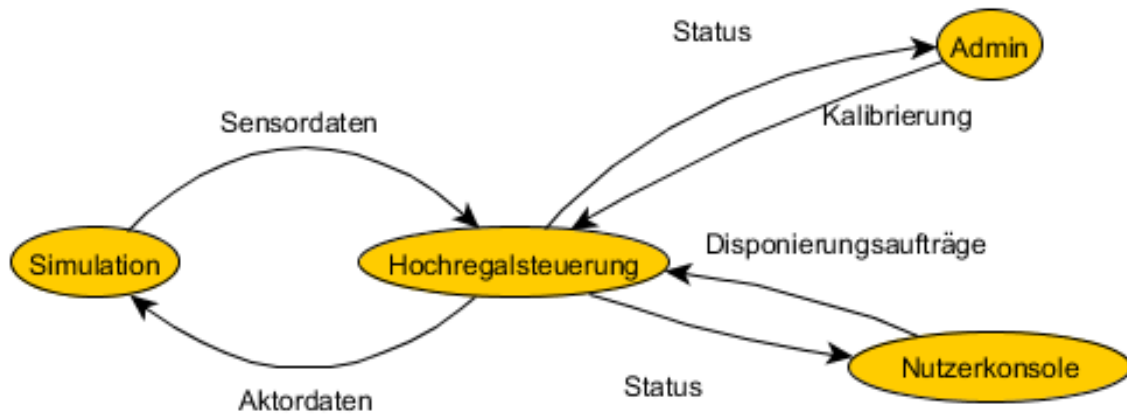 Status
Admin
Kalibrierung
Sensordaten
Simulation
Hochregalsteuerung
Disponierungsaufträge
Nutzerkonsole
Status
Aktordaten